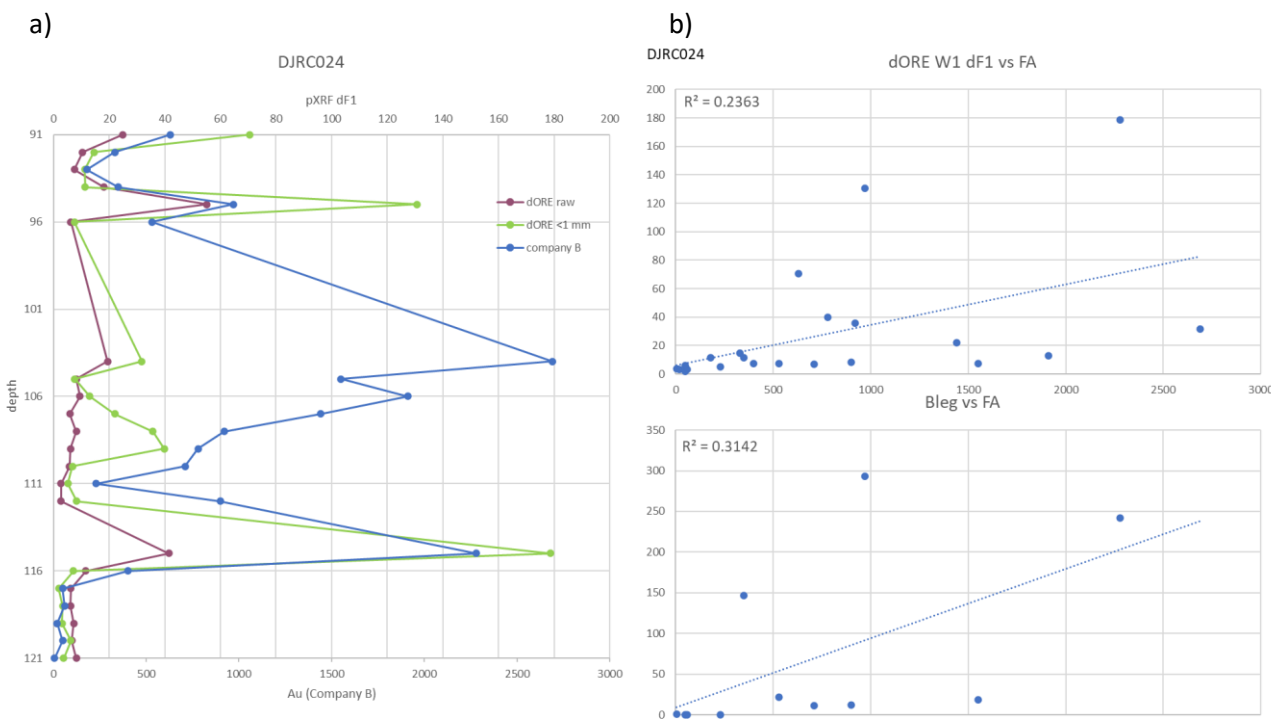 a)
DJRC024
pXRF dF1
0 20 40 60 80 100 120 140 160 180 200
91
96
101
106
111
116
121
depth
dORE raw
dORE <1 mm
company B
0 500 1000 1500 2000 2500 3000
Au (Company B)
b)
DJRC024
dORE W1 dF1 vs FA
R² = 0.2363
200
180
160
140
120
100
80
60
40
20
0
0 500 1000 1500 2000 2500 3000
Bleg vs FA
R² = 0.3142
350
300
250
200
150
100
50
0